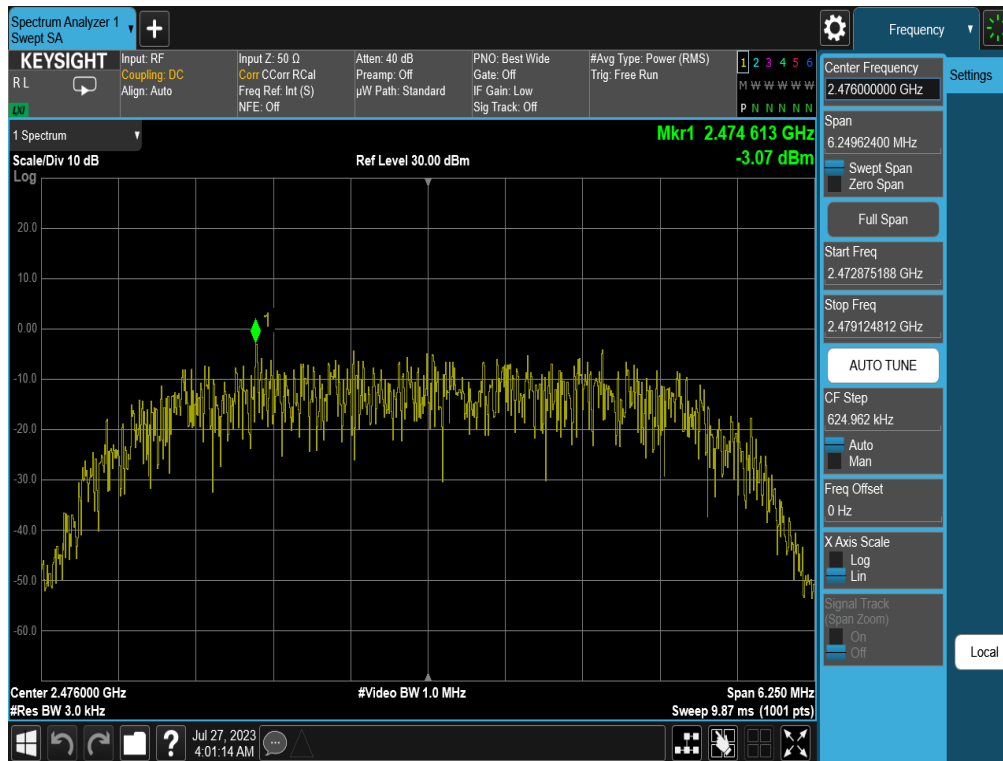 Spectrum Analyzer 1
Swept SA
Frequency
KEYSIGHT
R L
LXI
Input: RF
Coupling: DC
Align: Auto
Input Z: 50 Ω
Corr CCorr RCal
Freq Ref: Int (S)
NFE: Off
Atten: 40 dB
Preamp: Off
µW Path: Standard
PNO: Best Wide
Gate: Off
IF Gain: Low
Sig Track: Off
#Avg Type: Power (RMS)
Trig: Free Run
1 2 3 4 5 6
M W W W W W
P N N N N N
1 Spectrum
Scale/Div 10 dB
Log
Ref Level 30.00 dBm
Mkr1 2.474 613 GHz
-3.07 dBm
1
20.0
10.0
0.00
-10.0
-20.0
-30.0
-40.0
-50.0
-60.0
Center 2.476000 GHz
#Res BW 3.0 kHz
#Video BW 1.0 MHz
Span 6.250 MHz
Sweep 9.87 ms (1001 pts)
?
Jul 27, 2023
4:01:14 AM
Center Frequency
2.476000000 GHz
Span
6.24962400 MHz
Swept Span
Zero Span
Full Span
Start Freq
2.472875188 GHz
Stop Freq
2.479124812 GHz
AUTO TUNE
CF Step
624.962 kHz
Auto
Man
Freq Offset
0 Hz
X Axis Scale
Log
Lin
Signal Track
(Span Zoom)
On
Off
Settings
Local